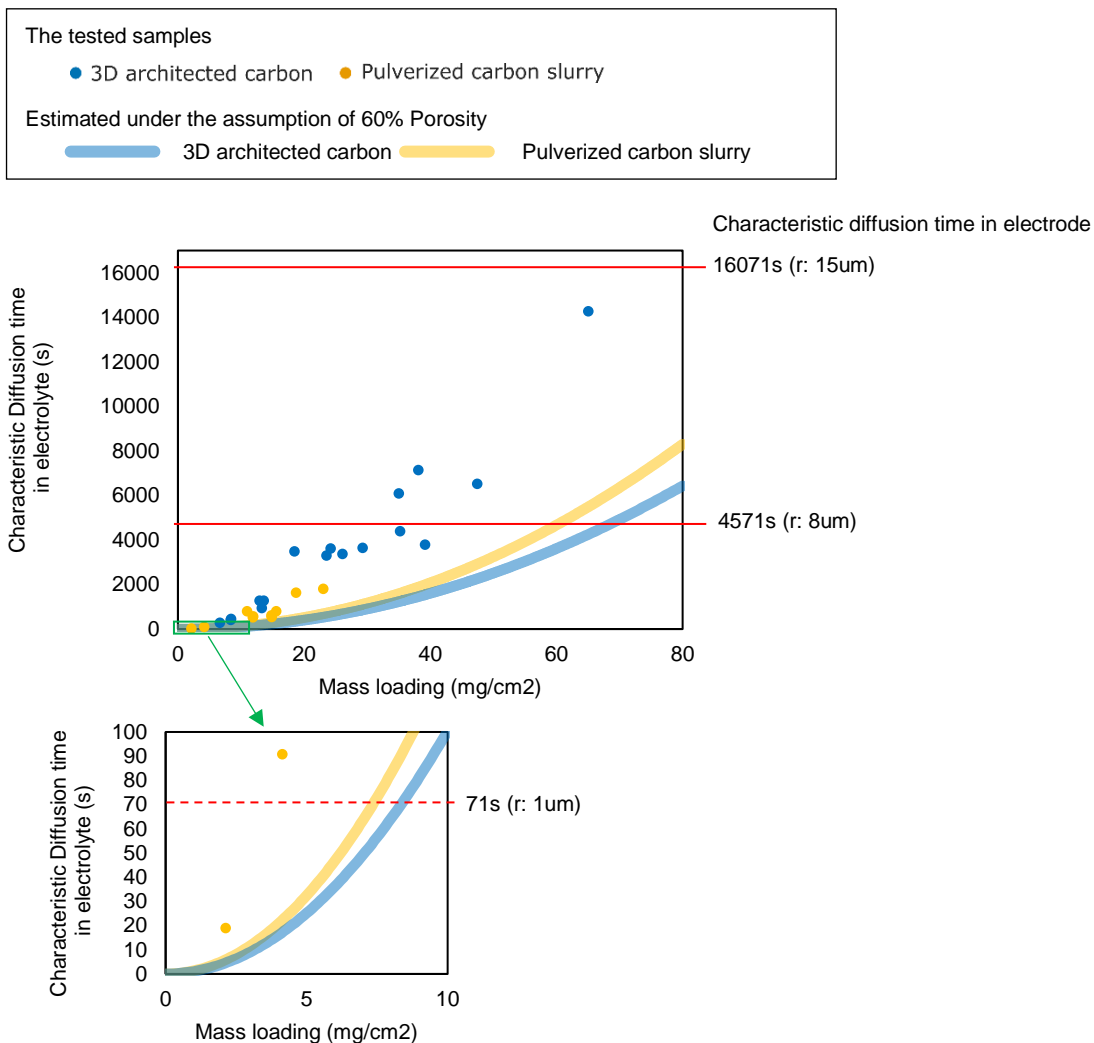 The tested samples
3D architected carbon
Pulverized carbon slurry
Estimated under the assumption of 60% Porosity
3D architected carbon
Pulverized carbon slurry
Characteristic diffusion time in electrode
16071s (r: 15um)
4571s (r: 8um)
Characteristic Diffusion time
in electrolyte (s)
16000
14000
12000
10000
8000
6000
4000
2000
0
0 20 40 60 80
Mass loading (mg/cm2)
Characteristic Diffusion time
in electrolyte (s)
100
90
80
70
60
50
40
30
20
10
0
71s (r: 1um)
0 5 10
Mass loading (mg/cm2)